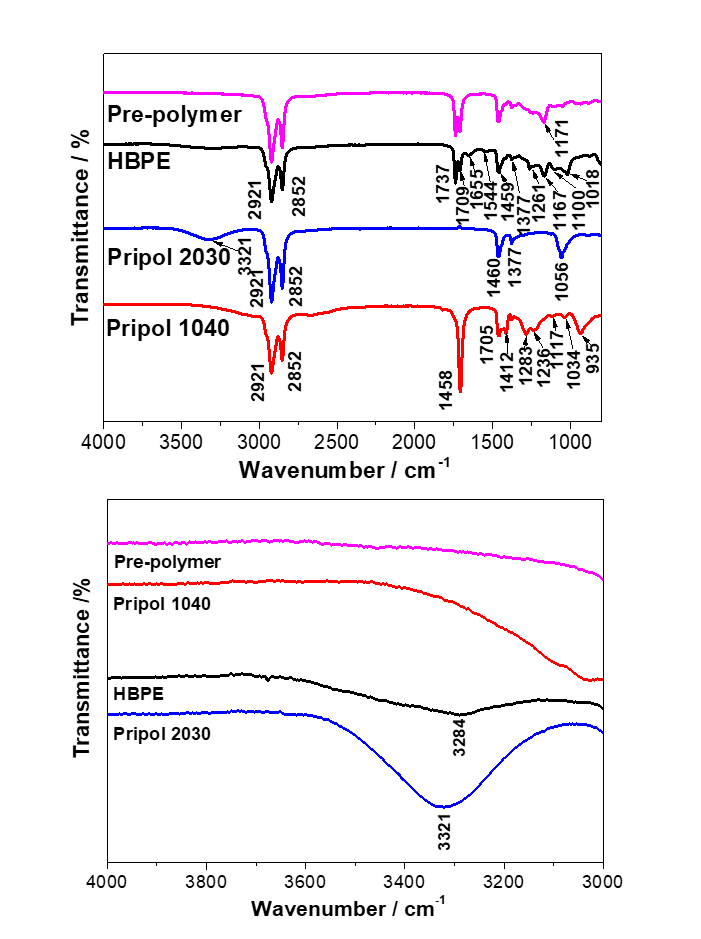 Transmittance / %
Pre-polymer
1171
HBPE
2921
2852
1737
1709
1655
1544
1459
1377
1261
1167
1100
1018
Pripol 2030
3321
2921
2852
1460
1377
1056
Pripol 1040
2921
2852
1458
1705
1412
1283
1236
1117
1034
935
4000 3500 3000 2500 2000 1500 1000
Wavenumber / cm-1
Transmittance /%
Pre-polymer
Pripol 1040
HBPE
3284
Pripol 2030
3321
4000 3800 3600 3400 3200 3000
Wavenumber / cm-1